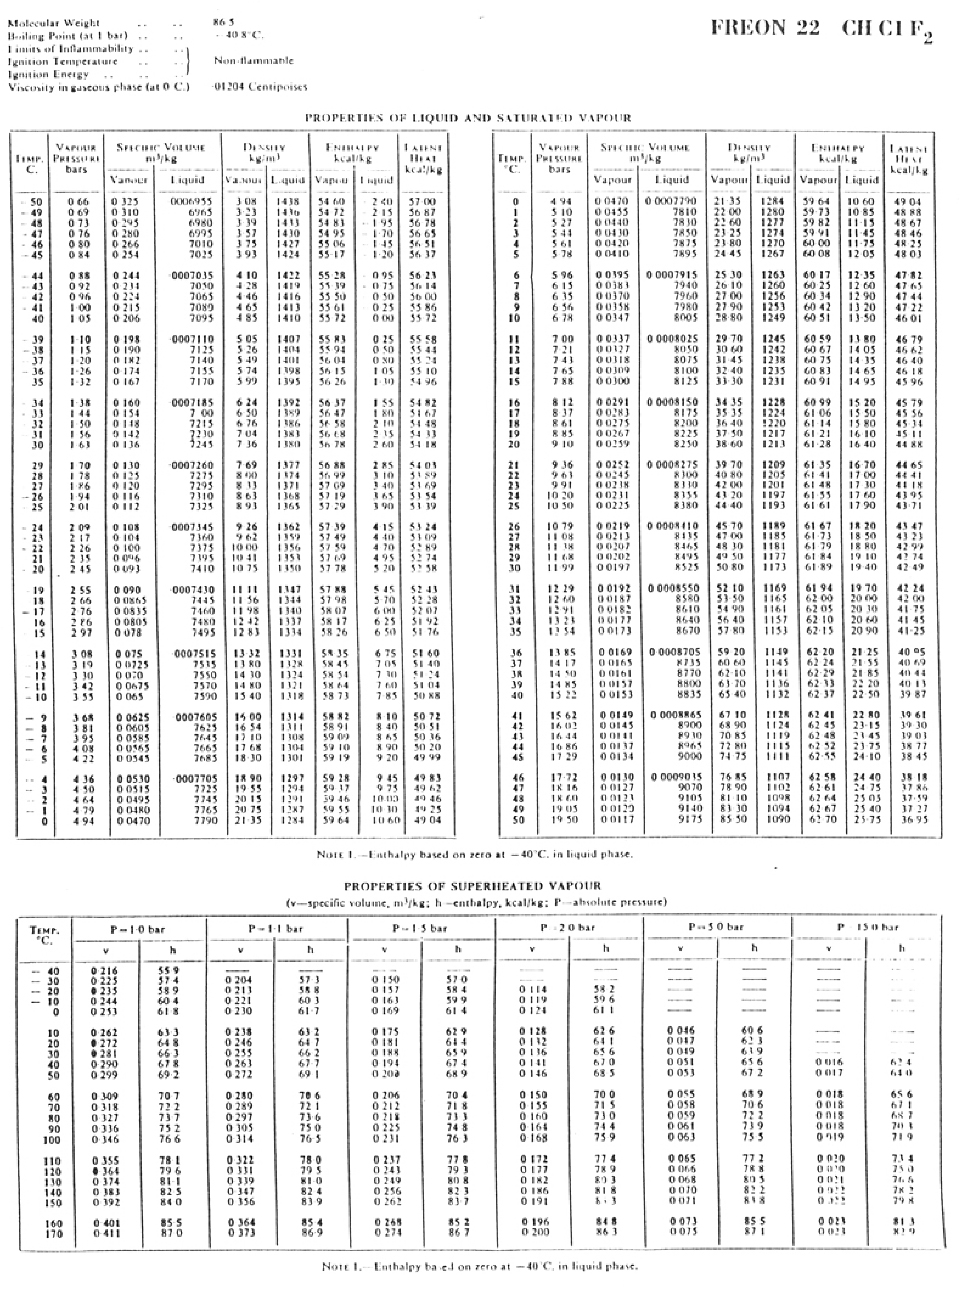 Molecular Weight .. .. 86 5
Boiling Point (at 1 bar) .. .. - 40 8°C.
Limits of Inflammability .. ..
Ignition Temperature .. .. Non-flammable
Ignition Energy .. ..
Viscosity in gaseous phase (at 0 C.) ·01204 Centipoises
FREON 22 CH Cl F2
PROPERTIES OF LIQUID AND SATURATED VAPOUR
TEMP. C. VAPOUR PRESSURE bars SPECIFIC VOLUME m³/kg DENSITY kg/m³ ENTHALPY kcal/kg LATENT HEAT kcal/kg
Vapour Liquid Vapour Liquid Vapour Liquid
- 50 0 66 0 325 0006955 3 08 1438 54 60 - 2 40 57 00
- 49 0 69 0 310 6965 3 23 1436 54 72 2 15 56 87
- 48 0 73 0 295 6980 3 39 1433 54 83 - 1 95 56 78
- 47 0 76 0 280 6995 3 57 1430 54 95 - 1 70 56 65
- 46 0 80 0 266 7010 3 75 1427 55 06 - 1 45 56 51
- 45 0 84 0 254 7025 3 93 1424 55 17 - 1 20 56 37
- 44 0 88 0 244 ·0007035 4 10 1422 55 28 - 0 95 56 23
- 43 0 92 0 234 7050 4 28 1419 55 39 0 75 56 14
- 42 0 96 0 224 7065 4 46 1416 55 50 0 50 56 00
- 41 1 00 0 215 7080 4 65 1413 55 61 0 25 55 86
40 1 05 0 206 7095 4 85 1410 55 72 0 00 55 72
- 39 1 10 0 198 ·0007110 5 05 1407 55 83 0 25 55 58
- 38 1 15 0 190 7125 5 26 1404 55 94 0 50 55 44
- 37 1 20 0 182 7140 5 49 1401 56 04 0 80 55 24
- 36 1 26 0 174 7155 5 74 1398 56 15 1 05 55 10
35 1 32 0 167 7170 5 99 1395 56 26 1 30 54 96
- 34 1 38 0 160 ·0007185 6 24 1392 56 37 1 55 54 82
- 33 1 44 0 154 7 00 6 50 1389 56 47 1 80 54 67
32 1 50 0 148 7215 6 76 1386 56 58 2 10 54 48
31 1 56 0 142 7230 7 04 1383 56 68 2 35 54 33
30 1 63 0 136 7245 7 36 1380 56 78 2 60 54 18
29 1 70 0 130 ·0007260 7 69 1377 56 88 2 85 54 03
28 1 78 0 125 7275 8 00 1374 56 99 3 10 53 89
27 1 86 0 120 7295 8 33 1371 57 09 3 40 53 69
- 26 1 94 0 116 7310 8 63 1368 57 19 3 65 53 54
- 25 2 01 0 112 7325 8 93 1365 57 29 3 90 53 39
- 24 2 09 0 108 0007345 9 26 1362 57 39 4 15 53 24
- 23 2 17 0 104 7360 9 62 1359 57 49 4 40 53 09
- 22 2 26 0 100 7375 10 00 1356 57 59 4 70 52 89
21 2 35 0 096 7395 10 41 1353 57 69 4 95 52 74
20 2 45 0 093 7410 10 75 1350 57 78 5 20 52 58
- 19 2 55 0 090 ·0007430 11 11 1347 57 88 5 45 52 43
18 2 66 0 0865 7445 11 56 1344 57 98 5 70 52 28
- 17 2 76 0 0835 7460 11 98 1340 58 07 6 00 52 07
16 2 86 0 0805 7480 12 42 1337 58 17 6 25 51 92
15 2 97 0 078 7495 12 83 1334 58 26 6 50 51 76
14 3 08 0 075 ·0007515 13 32 1331 58 35 6 75 51 60
- 13 3 19 0 0725 7535 13 80 1328 58 45 7 05 51 40
- 12 3 30 0 070 7550 14 30 1324 58 54 7 30 51 24
- 11 3 42 0 0675 7570 14 80 1321 58 64 7 60 51 04
- 10 3 55 0 065 7590 15 40 1318 58 73 7 85 50 88
- 9 3 68 0 0625 ·0007605 16 00 1314 58 82 8 10 50 72
- 8 3 81 0 0605 7625 16 54 1311 58 91 8 40 50 51
- 7 3 95 0 0585 7645 17 10 1308 59 00 8 65 50 36
- 6 4 08 0 0565 7665 17 68 1304 59 10 8 90 50 20
- 5 4 22 0 0545 7685 18 30 1301 59 19 9 20 49 99
- 4 4 36 0 0530 ·0007705 18 90 1297 59 28 9 45 49 83
- 3 4 50 0 0515 7725 19 55 1294 59 37 9 75 49 62
- 2 4 64 0 0495 7745 20 15 1291 59 46 10 00 49 46
- 1 4 79 0 0480 7765 20 75 1287 59 55 10 30 49 25
0 4 94 0 0470 7790 21 35 1284 59 64 10 60 49 04
TEMP. °C. VAPOUR PRESSURE bars SPECIFIC VOLUME m³/kg DENSITY kg/m³ ENTHALPY kcal/kg LATENT HEAT kcal/kg
Vapour Liquid Vapour Liquid Vapour Liquid
0 4 94 0 0470 0 0007790 21 35 1284 59 64 10 60 49 04
1 5 10 0 0455 7810 22 00 1280 59 73 10 85 48 88
2 5 27 0 0440 7830 22 60 1277 59 82 11 15 48 67
3 5 44 0 0430 7850 23 25 1274 59 91 11 45 48 46
4 5 61 0 0420 7875 23 80 1270 60 00 11 75 48 25
5 5 78 0 0410 7895 24 45 1267 60 08 12 05 48 03
6 5 96 0 0395 0 0007915 25 30 1263 60 17 12 35 47 82
7 6 15 0 0383 7940 26 10 1260 60 25 12 60 47 65
8 6 35 0 0370 7960 27 00 1256 60 34 12 90 47 44
9 6 56 0 0358 7980 27 90 1253 60 42 13 20 47 22
10 6 78 0 0347 8005 28 80 1249 60 51 13 50 46 01
11 7 00 0 0337 0 0008025 29 70 1245 60 59 13 80 46 79
12 7 21 0 0327 8050 30 60 1242 60 67 14 05 46 62
13 7 43 0 0318 8075 31 45 1238 60 75 14 35 46 40
14 7 65 0 0309 8100 32 40 1235 60 83 14 65 46 18
15 7 88 0 0300 8125 33 30 1231 60 91 14 95 45 96
16 8 12 0 0291 0 0008150 34 35 1228 60 99 15 20 45 79
17 8 37 0 0283 8175 35 35 1224 61 06 15 50 45 56
18 8 61 0 0275 8200 36 40 1220 61 14 15 80 45 34
19 8 85 0 0267 8225 37 50 1217 61 21 16 10 45 11
20 9 10 0 0259 8250 38 60 1213 61 28 16 40 44 88
21 9 36 0 0252 0 0008275 39 70 1209 61 35 16 70 44 65
22 9 63 0 0245 8300 40 80 1205 61 41 17 00 44 41
23 9 91 0 0238 8330 42 00 1201 61 48 17 30 44 18
24 10 20 0 0231 8355 43 20 1197 61 55 17 60 43 95
25 10 50 0 0225 8380 44 40 1193 61 61 17 90 43 71
26 10 79 0 0219 0 0008410 45 70 1189 61 67 18 20 43 47
27 11 08 0 0213 8435 47 00 1185 61 73 18 50 43 23
28 11 38 0 0207 8465 48 30 1181 61 79 18 80 42 99
29 11 68 0 0202 8495 49 50 1177 61 84 19 10 42 74
30 11 99 0 0197 8525 50 80 1173 61·89 19 40 42 49
31 12 29 0 0192 0 0008550 52 10 1169 61 94 19 70 42 24
32 12 60 0 0187 8580 53 50 1165 62 00 20 00 42 00
33 12 91 0 0182 8610 54 90 1161 62 05 20 30 41 75
34 13 23 0 0177 8640 56 40 1157 62 10 20 60 41 45
35 13 54 0 0173 8670 57 80 1153 62·15 20 90 41·25
36 13 85 0 0169 0 0008705 59 20 1149 62 20 21 25 40 95
37 14 17 0 0165 8735 60 60 1145 62 24 21 55 40 69
38 14 50 0 0161 8770 62 10 1141 62 29 21 85 40 44
39 14 85 0 0157 8800 63 70 1136 62 33 22 20 40 13
40 15 22 0 0153 8835 65 40 1132 62 37 22 50 39 87
41 15 62 0 0149 0 0008865 67 10 1128 62 41 22 80 39 61
42 16 02 0 0145 8900 68 90 1124 62 45 23·15 39 30
43 16 44 0 0141 8930 70 85 1119 62 48 23 45 39 03
44 16 86 0 0137 8965 72 80 1115 62 52 23 75 38 77
45 17 29 0 0134 9000 74 75 1111 62·55 24·10 38 45
46 17·72 0 0130 0 0009035 76 85 1107 62 58 24 40 38 18
47 18 16 0 0127 9070 78 90 1102 62 61 24 75 37 86
48 18 60 0 0123 9105 81 10 1098 62 64 25 05 37·59
49 19 05 0 0120 9140 83 30 1094 62 67 25 40 37 27
50 19 50 0 0117 9175 85 50 1090 62 70 25·75 36 95
NOTE 1.—Enthalpy based on zero at —40°C. in liquid phase.
PROPERTIES OF SUPERHEATED VAPOUR
(v—specific volume, m³/kg; h —enthalpy, kcal/kg; P—absolute pressure)
TEMP. °C. P—1·0 bar P—1·1 bar P—1 5 bar P 2 0 bar P—5 0 bar P 15 0 bar
v h v h v h v h v h v h
— 40 0 216 55 9 — — — — — — — — — —
— 30 0 225 57 4 0 204 57 3 0 150 57 0 — — — — — —
— 20 0 235 58 9 0 213 58 8 0 157 58 4 0 114 58 2 — — — —
— 10 0 244 60 4 0 221 60 3 0 163 59 9 0 119 59 6 — — — —
0 0 253 61 8 0 230 61·7 0 169 61 4 0 124 61 1 — — — —
10 0 262 63 3 0 238 63 2 0 175 62 9 0 128 62 6 0 046 60 6 — —
20 0 272 64 8 0 246 64 7 0 181 64 4 0 132 64 1 0 047 62 3 — —
30 0 281 66 3 0 255 66 2 0 188 65 9 0 136 65 6 0 049 63 9 — —
40 0 290 67 8 0 263 67·7 0 194 67 4 0 141 67 0 0 051 65 6 0 016 62 4
50 0 299 69 2 0 272 69 1 0 200 68 9 0 146 68 5 0 053 67 2 0 017 64 0
60 0 309 70 7 0 280 70 6 0 206 70 4 0 150 70 0 0 055 68 9 0 018 65 6
70 0 318 72 2 0 289 72 1 0 212 71 8 0 155 71 5 0 058 70 6 0 018 67 1
80 0 327 73 7 0 297 73 6 0 218 73 3 0 160 73 0 0 059 72 2 0 018 68 7
90 0 336 75 2 0 305 75 0 0 225 74 8 0 164 74 4 0 061 73 9 0 018 70 3
100 0 346 76 6 0 314 76 5 0 231 76 3 0 168 75 9 0 063 75 5 0 019 71 9
110 0 355 78 1 0 322 78 0 0 237 77 8 0 172 77 4 0 065 77 2 0 020 73 4
120 0 364 79 6 0 331 79 5 0 243 79 3 0 177 78 9 0 066 78 8 0 020 75 0
130 0 374 81·1 0 339 81 0 0 249 80 8 0 182 80 3 0 068 80 5 0 021 76 6
140 0 383 82 5 0 347 82 4 0 256 82 3 0 186 81 8 0 070 82 2 0 022 78 2
150 0 392 84 0 0 356 83 9 0 262 83 7 0 191 0 071 83 8 79 8
160 0 401 85 5 0 364 85 4 0 268 85 2 0 196 84 8 0 073 85 5 0 023 81 3
170 0 411 87 0 0 373 86·9 0 274 86 7 0 200 86 3 0 075 87 1 0 023 82 9
NOTE 1.—Enthalpy based on zero at —40°C. in liquid phase.